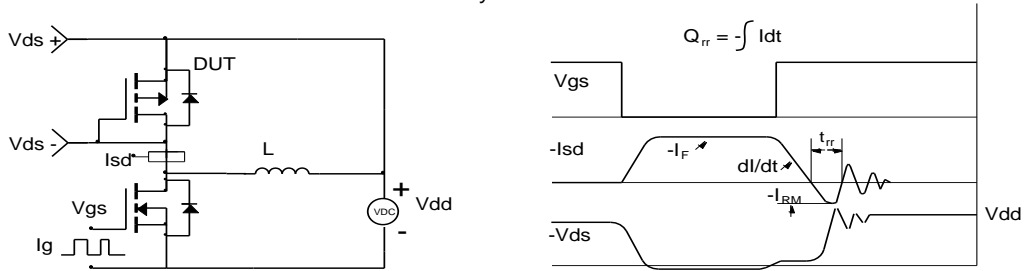 Vds +
DUT
Vds -
Isd
L
Vgs
Ig
+
VDC
-
Vdd
Qrr = -∫ Idt
Vgs
-Isd
-IF
dI/dt
trr
-IRM
Vdd
-Vds